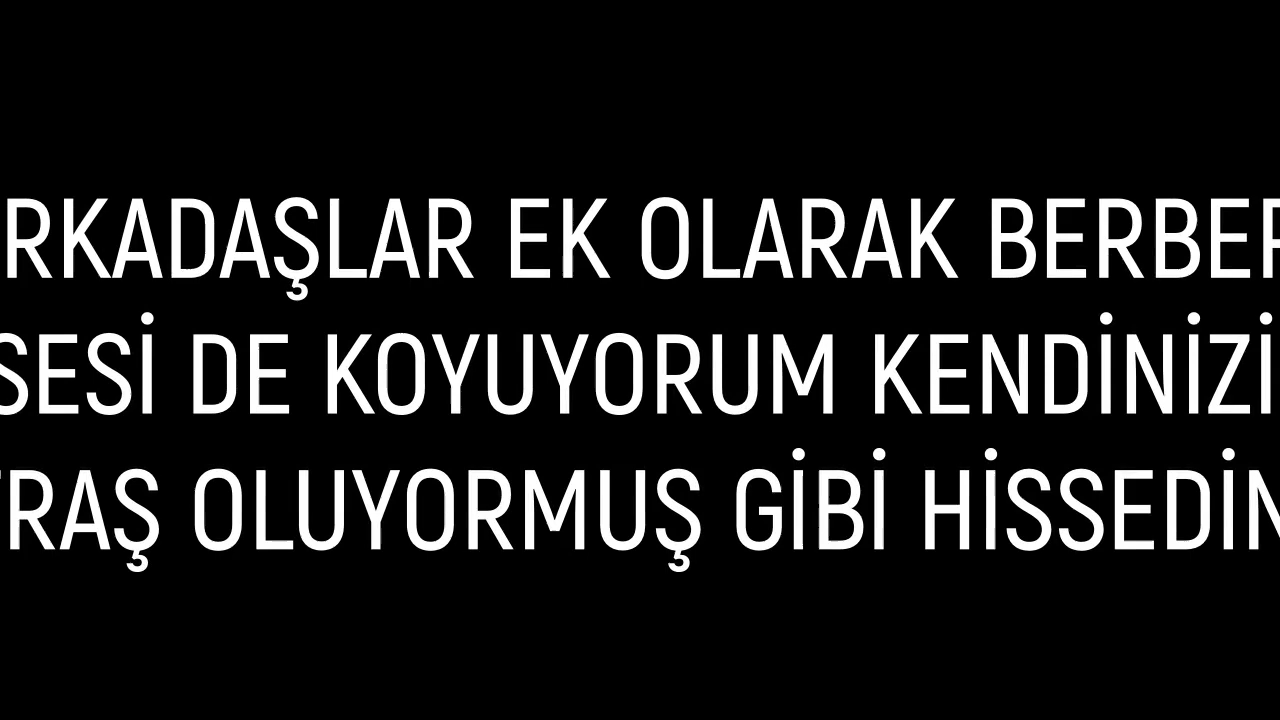 RKADAŞLAR EK OLARAK BERBER
SESİ DE KOYUYORUM KENDİNİZİ
TRAŞ OLUYORMUŞ GİBİ HİSSEDİN